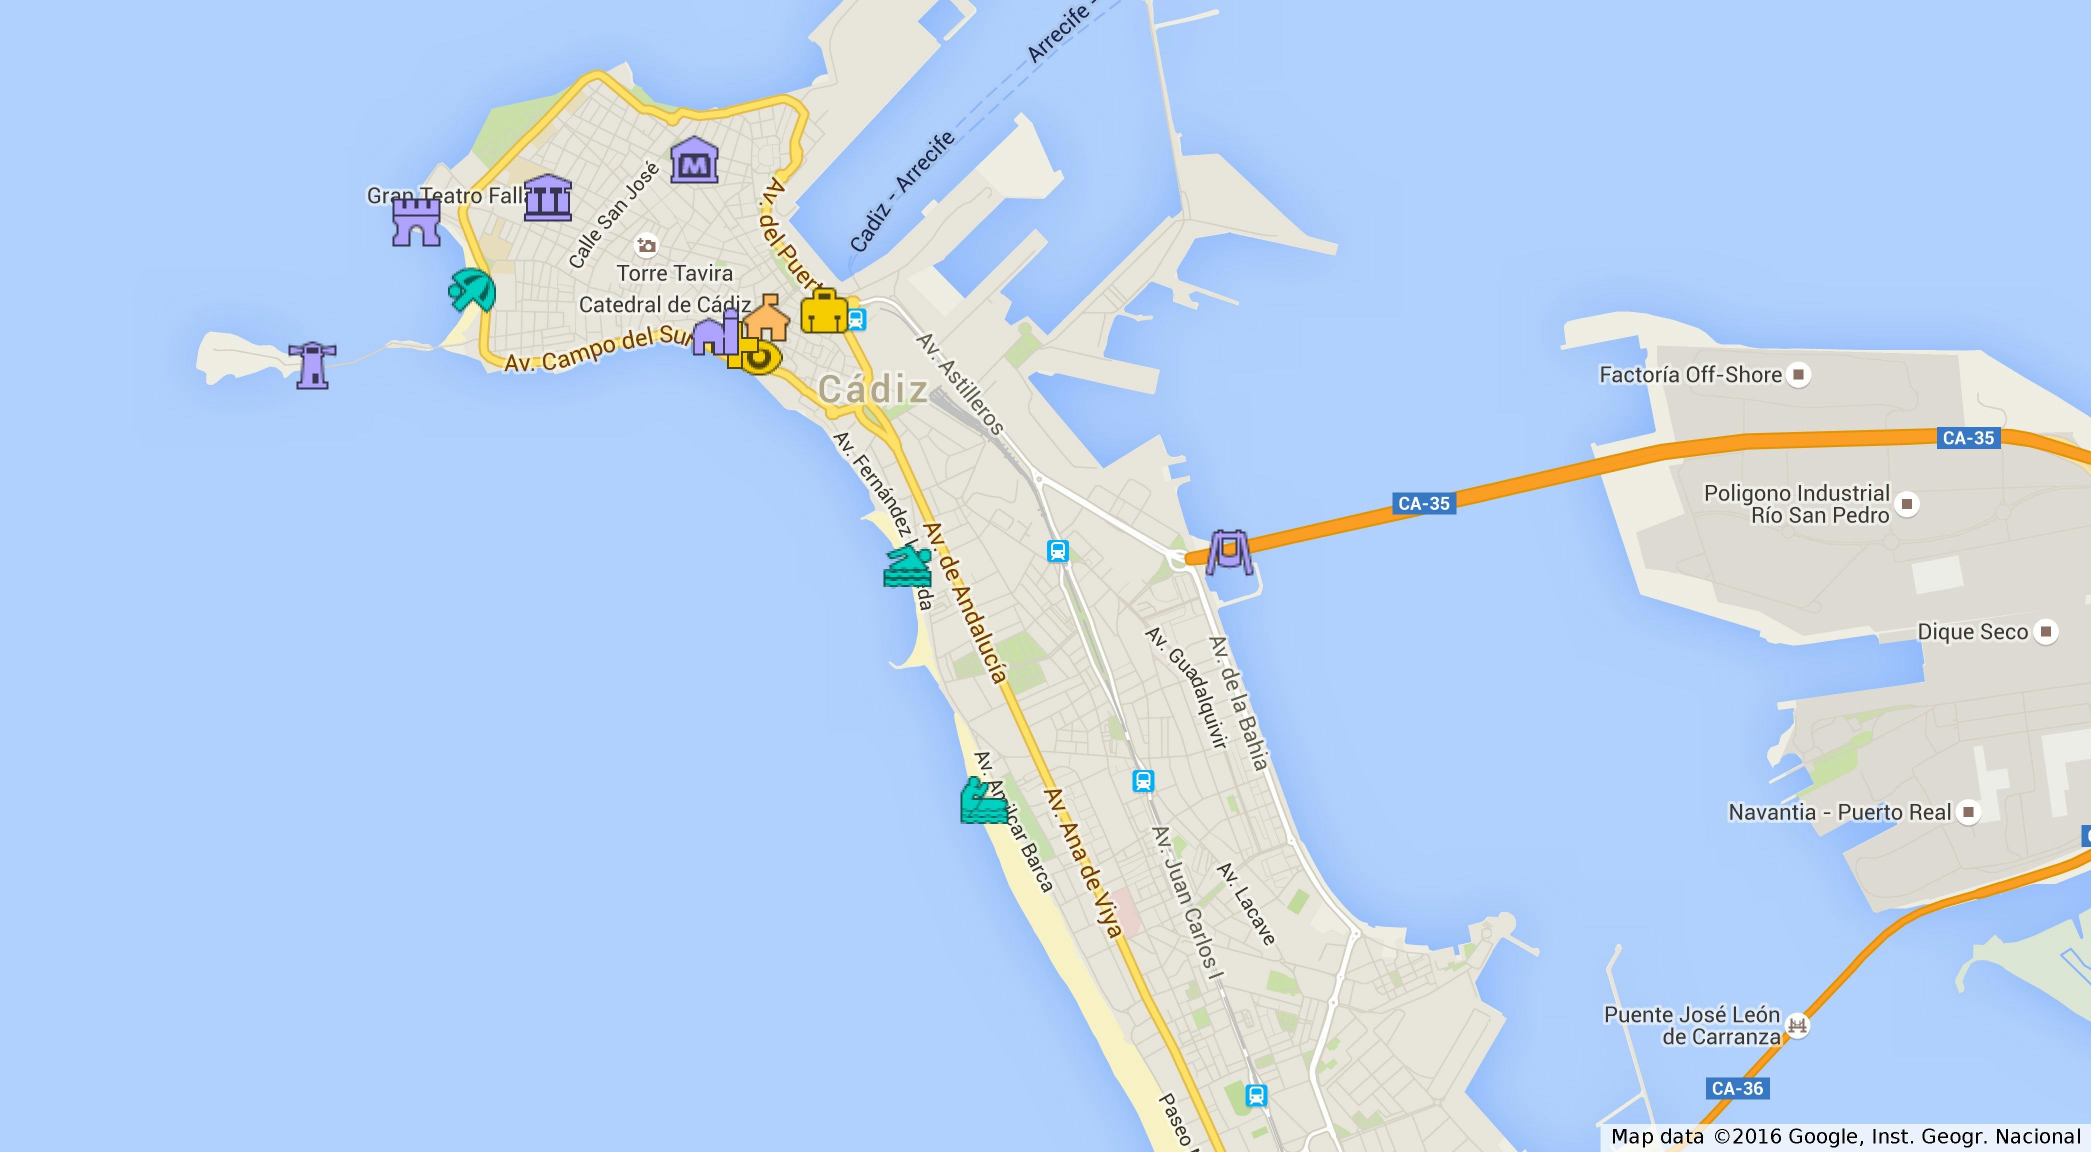 Arrecife -
Cadiz - Arrecife
Gran Teatro Falla
Calle San José
Av. del Puerto
Torre Tavira
Catedral de Cádiz
Av. Campo del Sur
Cádiz
Av. Astilleros
Factoría Off-Shore
CA-35
CA-35
Poligono Industrial
Río San Pedro
Av. Fernández
Av. de Andalucía
Dique Seco
Av. Guadalquivir
Av. de la Bahia
Av. Amilcar Barca
Av. Ana de Viya
Navantia - Puerto Real
Av. Juan Carlos I
Av. Lacave
Puente José León
de Carranza
CA-36
Paseo
M
Map data ©2016 Google, Inst. Geogr. Nacional